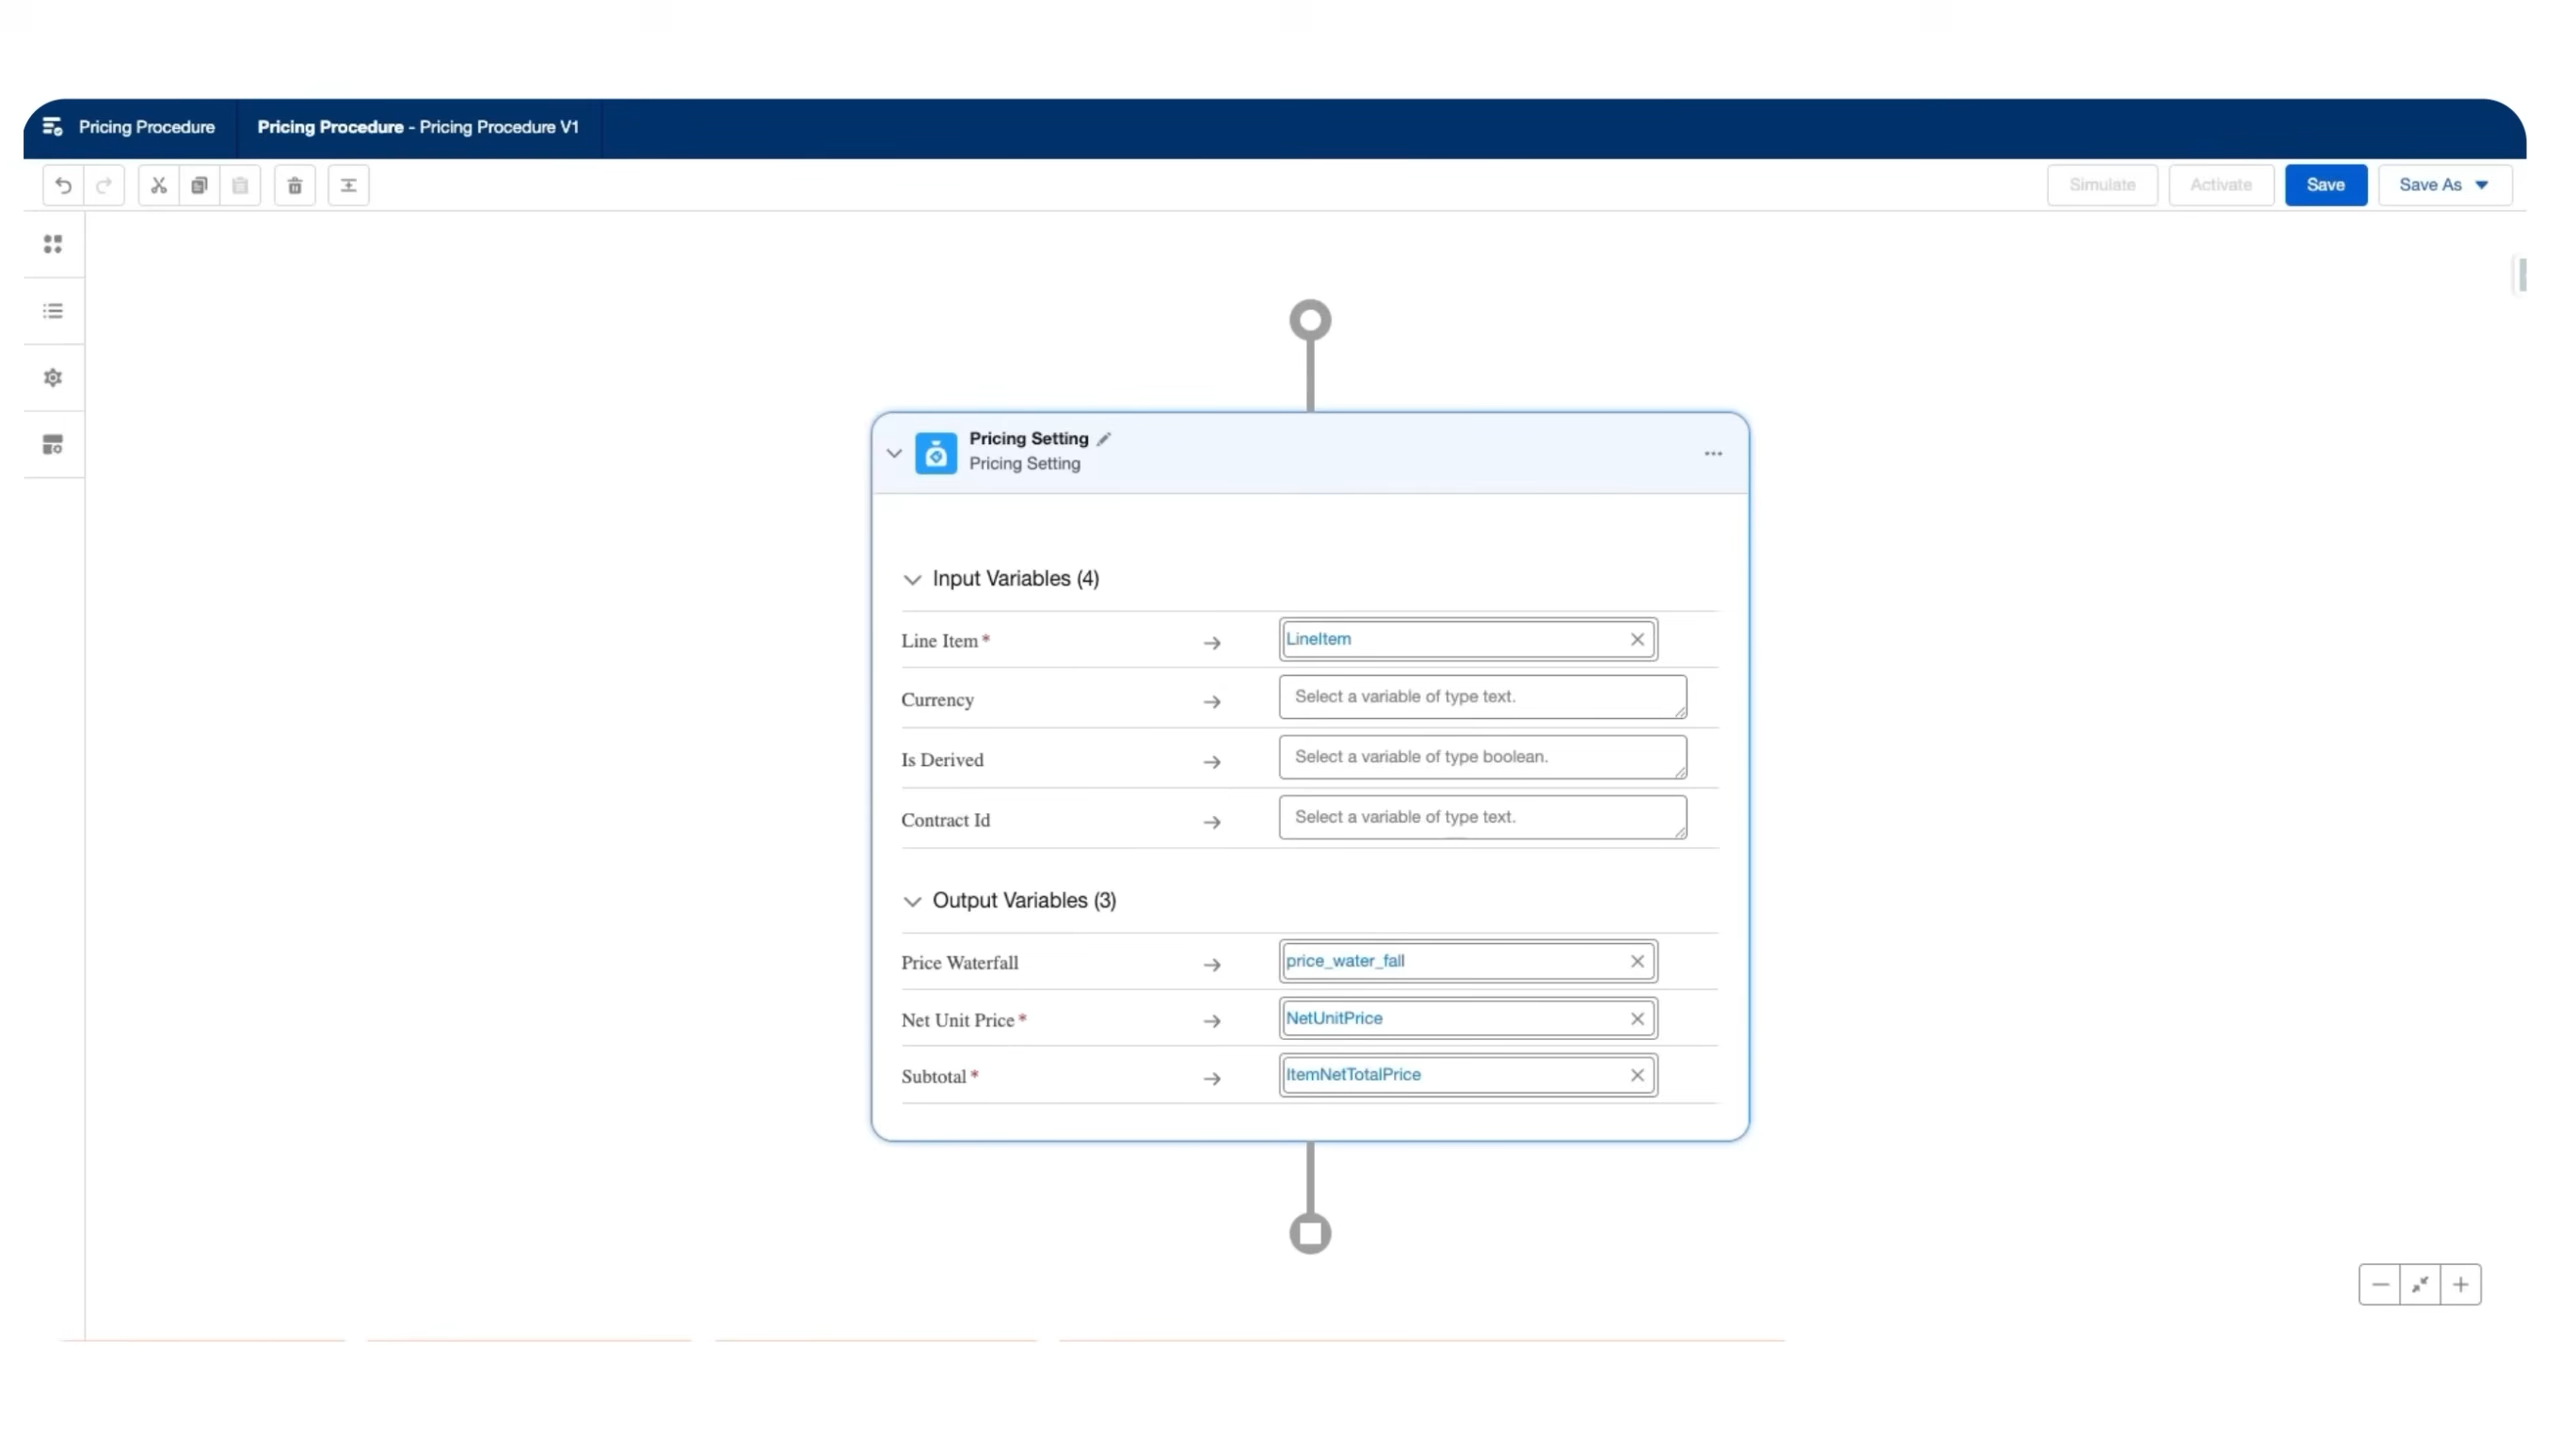 Pricing Procedure
Pricing Procedure - Pricing Procedure V1
Simulate
Activate
Save
Save As
Pricing Setting
Pricing Setting
Input Variables (4)
Line Item* LineItem
Currency Select a variable of type text.
Is Derived Select a variable of type boolean.
Contract Id Select a variable of type text.
Output Variables (3)
Price Waterfall price_water_fall
Net Unit Price* NetUnitPrice
Subtotal* ItemNetTotalPrice